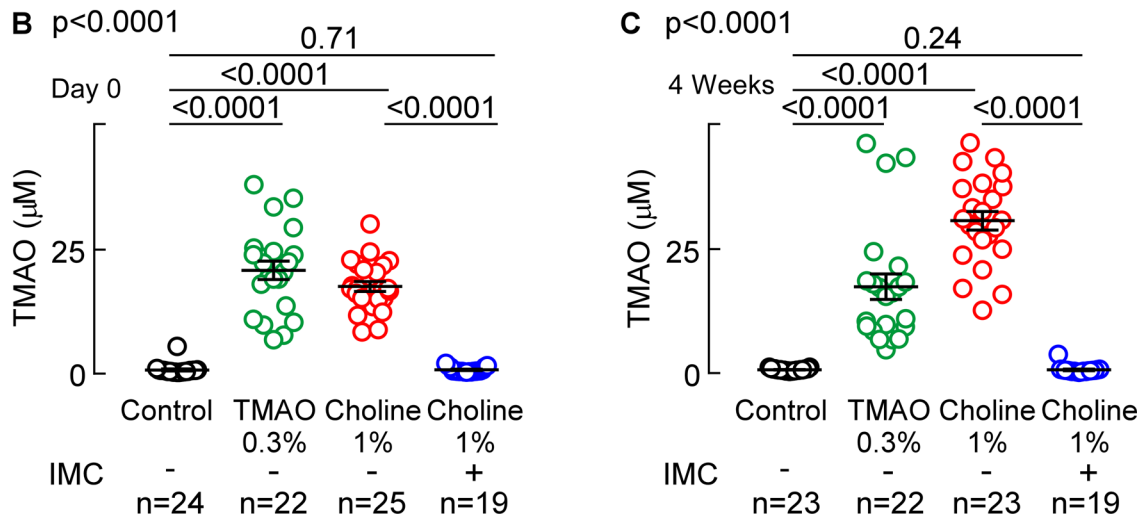 B p<0.0001
0.71
Day 0
<0.0001
<0.0001 <0.0001
TMAO (μM)
25
0
Control TMAO Choline Choline
0.3% 1% 1%
IMC - - - +
n=24 n=22 n=25 n=19
C p<0.0001
0.24
4 Weeks
<0.0001
<0.0001 <0.0001
TMAO (μM)
25
0
Control TMAO Choline Choline
0.3% 1% 1%
IMC - - - +
n=23 n=22 n=23 n=19